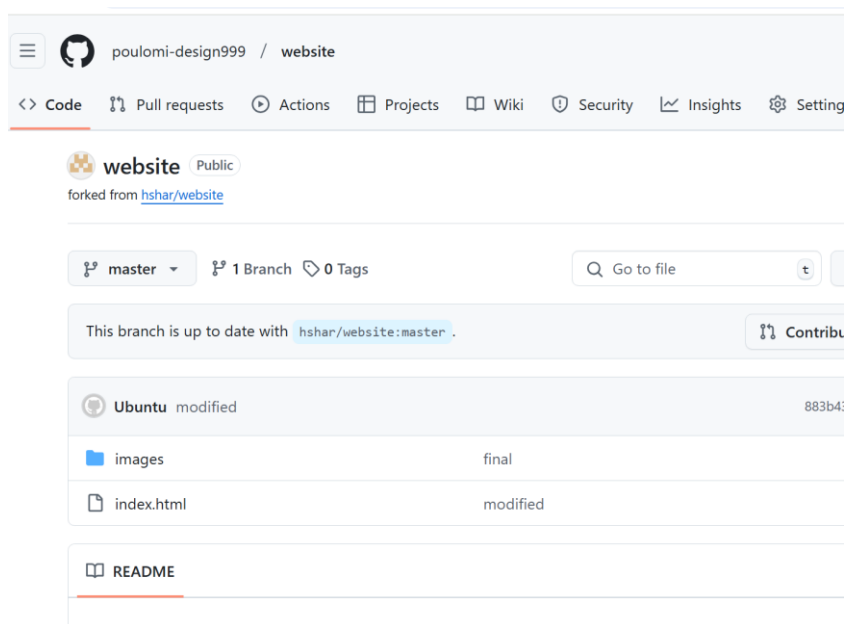 poulomi-design999 / website
<> Code Pull requests Actions Projects Wiki Security Insights Setting
website Public
forked from hshar/website
master 1 Branch 0 Tags Go to file t
This branch is up to date with hshar/website:master . Contribu
Ubuntu modified 883b43
images final
index.html modified
README